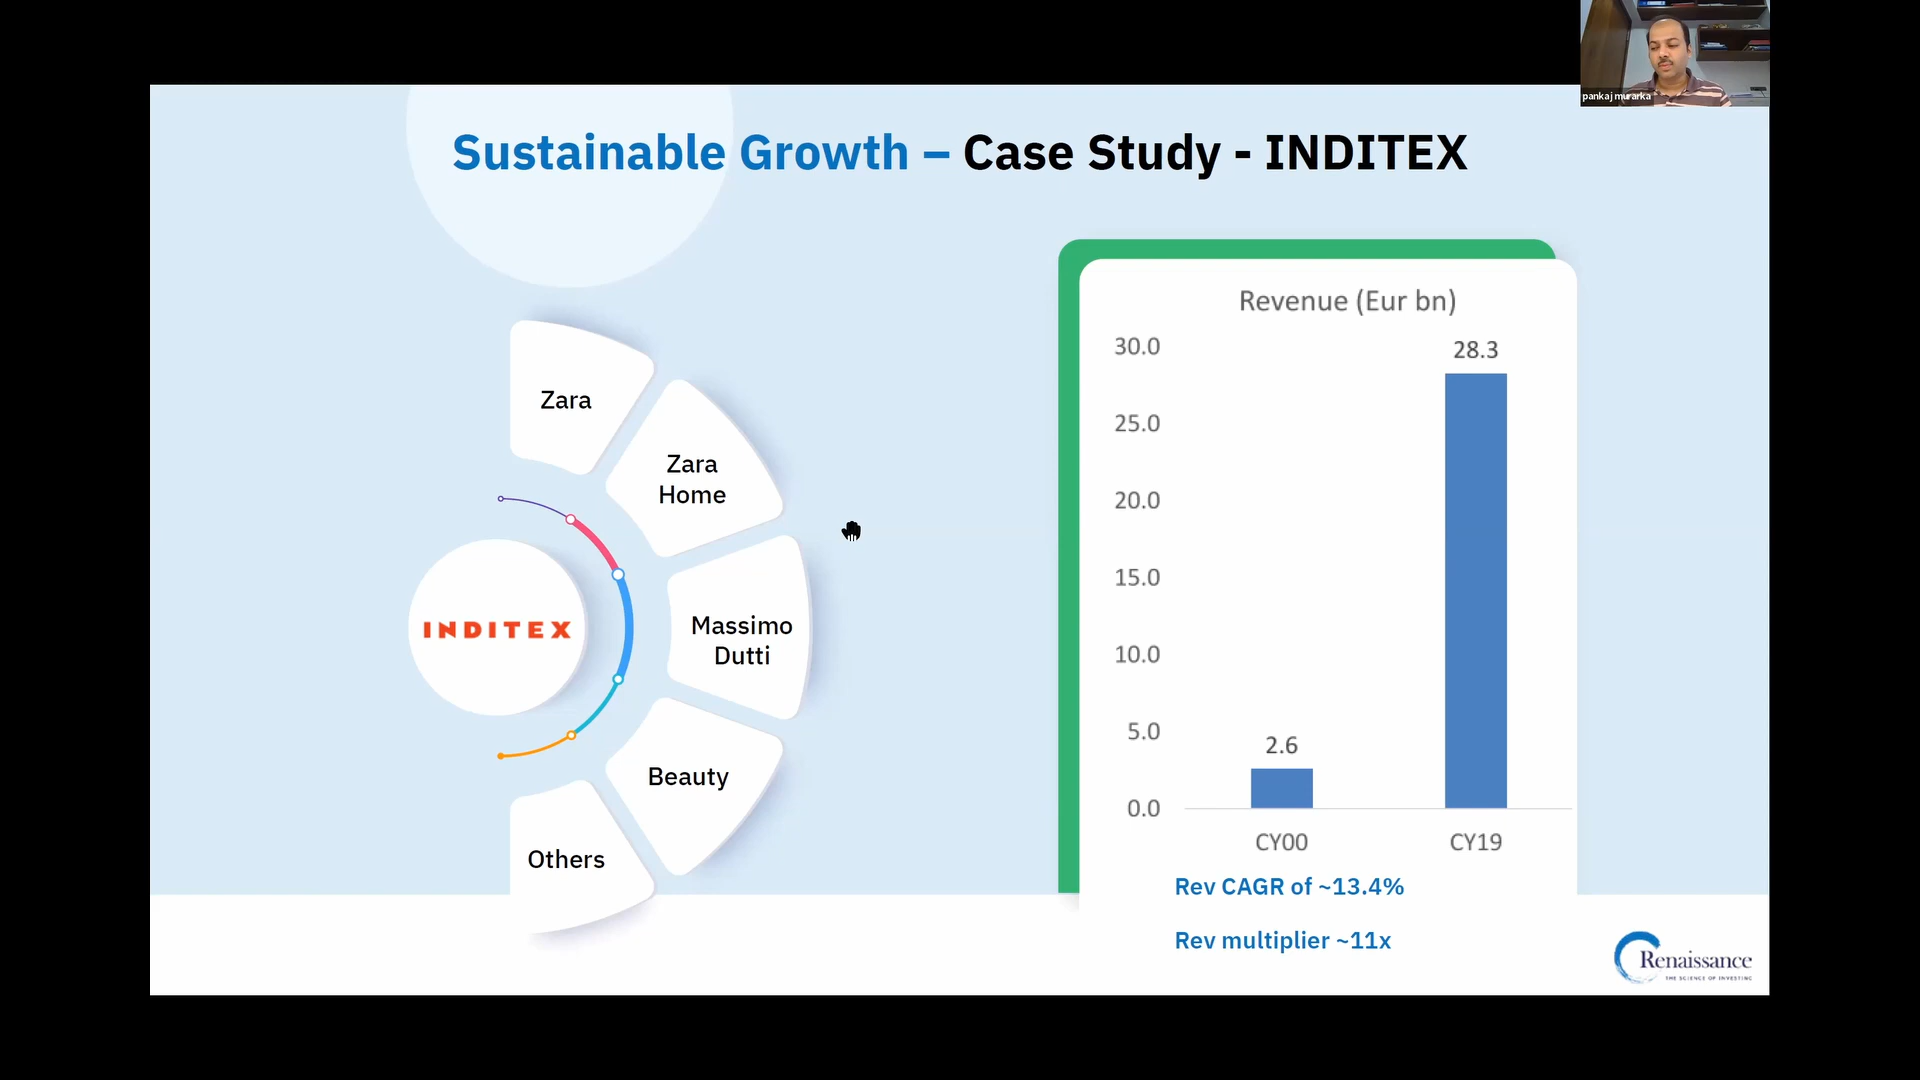 pankaj murarka
Sustainable Growth – Case Study - INDITEX
Zara
Zara
Home
Massimo
Dutti
Beauty
Others
INDITEX
Revenue (Eur bn)
30.0
25.0
20.0
15.0
10.0
5.0
0.0
2.6
28.3
CY00
CY19
Rev CAGR of ~13.4%
Rev multiplier ~11x
Renaissance
THE SCIENCE OF INVESTING